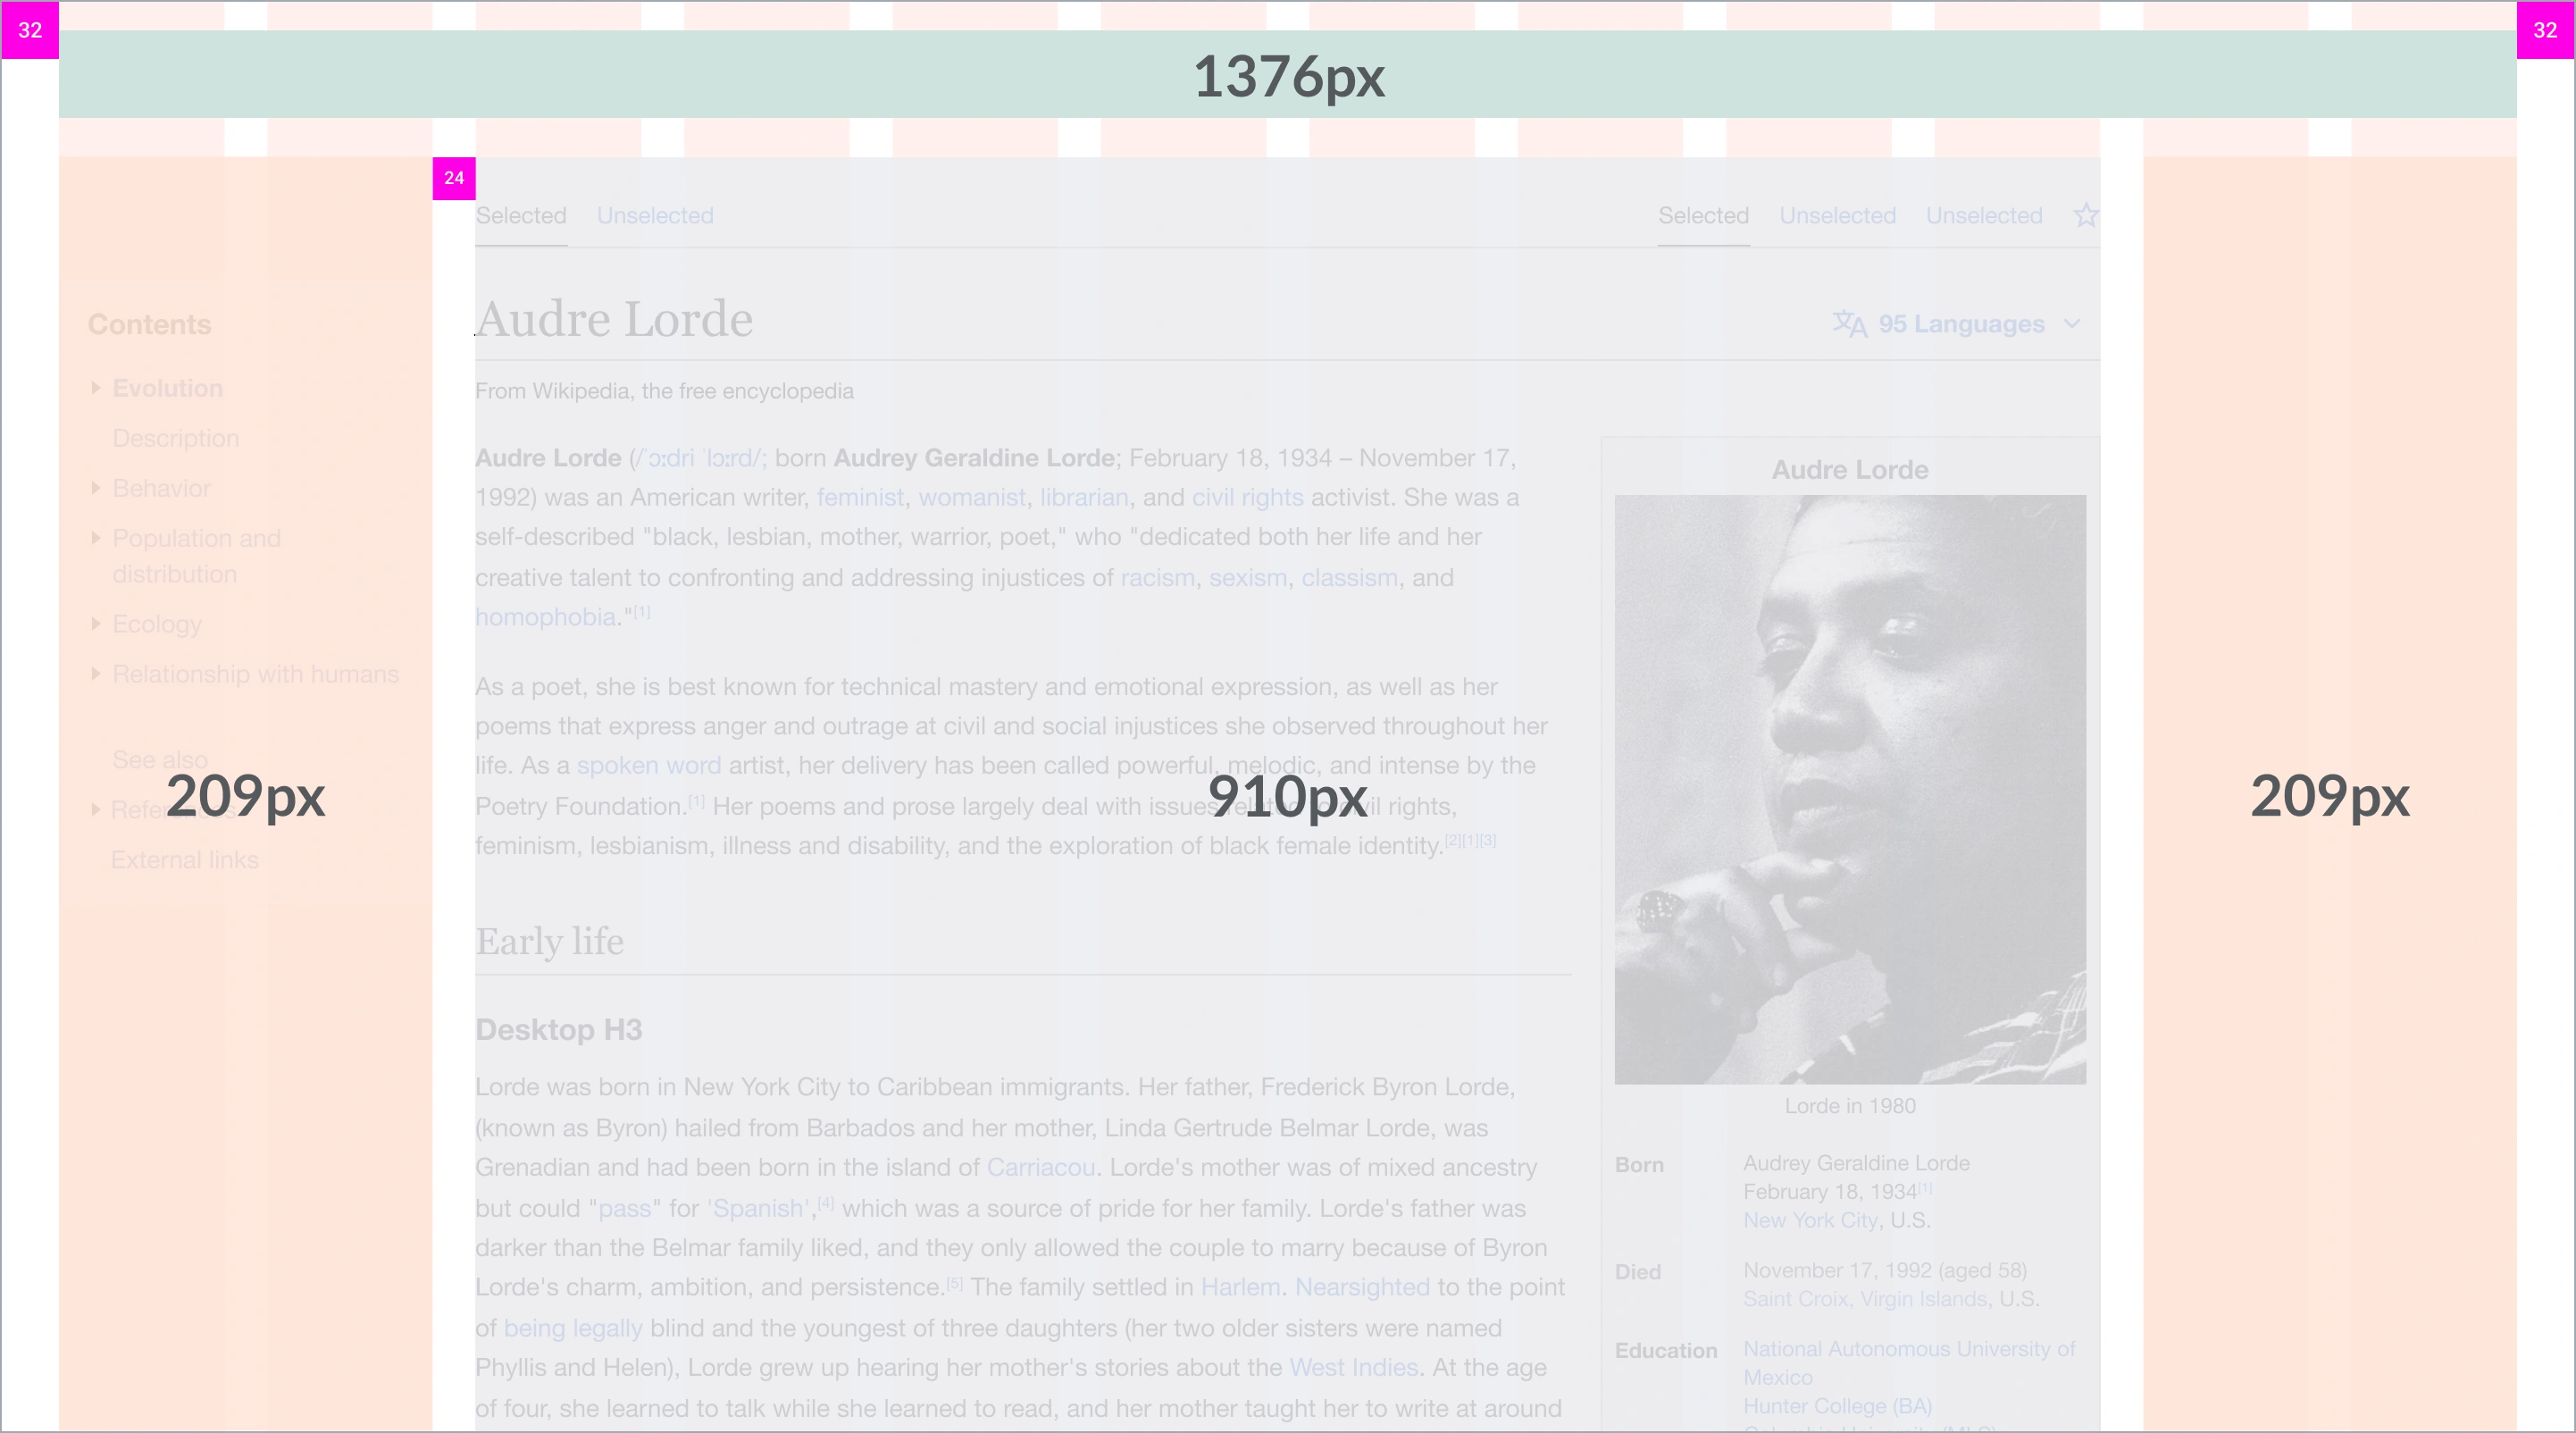 32
32
1376px
24
Selected Unselected
Selected Unselected Unselected
Contents
Evolution
Description
Behavior
Population and
distribution
Ecology
Relationship with humans
See also
References
External links
209px
Audre Lorde
95 Languages
From Wikipedia, the free encyclopedia
Audre Lorde (/ˈɔːdri ˈlɔːrd/; born Audrey Geraldine Lorde; February 18, 1934 – November 17,
1992) was an American writer, feminist, womanist, librarian, and civil rights activist. She was a
self-described "black, lesbian, mother, warrior, poet," who "dedicated both her life and her
creative talent to confronting and addressing injustices of racism, sexism, classism, and
homophobia."[1]
As a poet, she is best known for technical mastery and emotional expression, as well as her
poems that express anger and outrage at civil and social injustices she observed throughout her
life. As a spoken word artist, her delivery has been called powerful, melodic, and intense by the
Poetry Foundation.[1] Her poems and prose largely deal with issues related to civil rights,
feminism, lesbianism, illness and disability, and the exploration of black female identity.[2][1][3]
910px
Early life
Desktop H3
Lorde was born in New York City to Caribbean immigrants. Her father, Frederick Byron Lorde,
(known as Byron) hailed from Barbados and her mother, Linda Gertrude Belmar Lorde, was
Grenadian and had been born in the island of Carriacou. Lorde's mother was of mixed ancestry
but could "pass" for 'Spanish',[4] which was a source of pride for her family. Lorde's father was
darker than the Belmar family liked, and they only allowed the couple to marry because of Byron
Lorde's charm, ambition, and persistence.[5] The family settled in Harlem. Nearsighted to the point
of being legally blind and the youngest of three daughters (her two older sisters were named
Phyllis and Helen), Lorde grew up hearing her mother's stories about the West Indies. At the age
of four, she learned to talk while she learned to read, and her mother taught her to write at around
Audre Lorde
Lorde in 1980
Born Audrey Geraldine Lorde
February 18, 1934[1]
New York City, U.S.
Died November 17, 1992 (aged 58)
Saint Croix, Virgin Islands, U.S.
Education National Autonomous University of
Mexico
Hunter College (BA)
209px